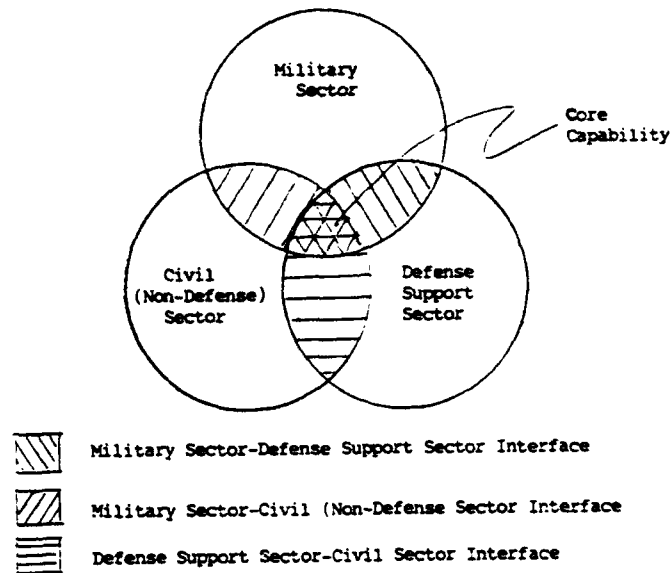 Military
Sector
Core
Capability
Civil
(Non-Defense)
Sector
Defense
Support
Sector
Military Sector-Defense Support Sector Interface
Military Sector-Civil (Non-Defense Sector Interface
Defense Support Sector-Civil Sector Interface